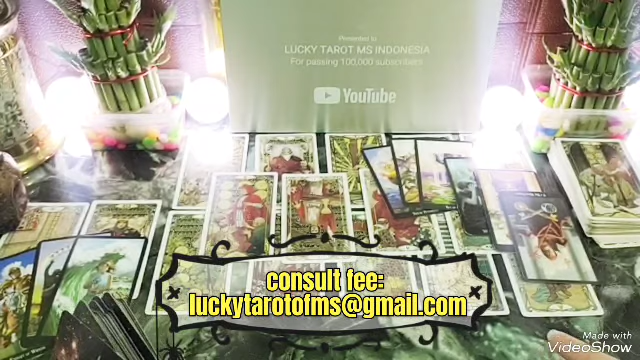 Presented to
LUCKY TAROT MS INDONESIA
For passing 100,000 subscribers
YouTube
consult fee:
luckytarotofms@gmail.com
Made with
VideoShow